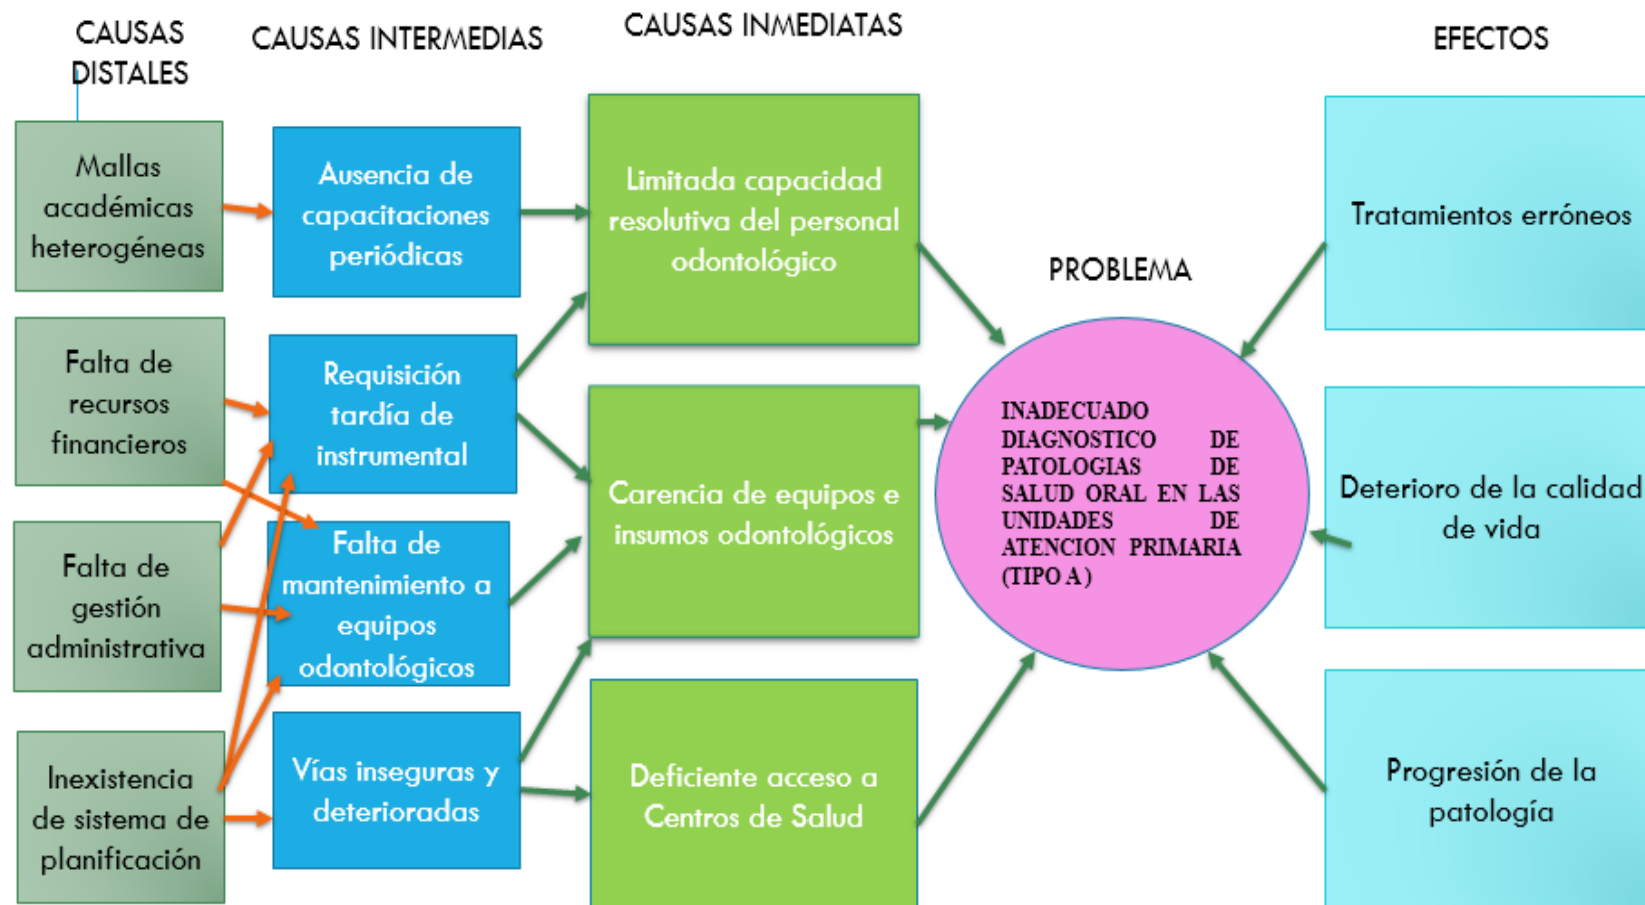 CAUSAS
DISTALES
CAUSAS INTERMEDIAS
CAUSAS INMEDIATAS
EFECTOS
Mallas
académicas
heterogéneas
Falta de
recursos
financieros
Falta de
gestión
administrativa
Inexistencia
de sistema de
planificación
Ausencia de
capacitaciones
periódicas
Requisición
tardía de
instrumental
Falta de
mantenimiento a
equipos
odontológicos
Vías inseguras y
deterioradas
Limitada capacidad
resolutiva del personal
odontológico
Carencia de equipos e
insumos odontológicos
Deficiente acceso a
Centros de Salud
PROBLEMA
INADECUADO
DIAGNOSTICO DE
PATOLOGIAS DE
SALUD ORAL EN LAS
UNIDADES DE
ATENCION PRIMARIA
(TIPO A )
Tratamientos erróneos
Deterioro de la calidad
de vida
Progresión de la
patología